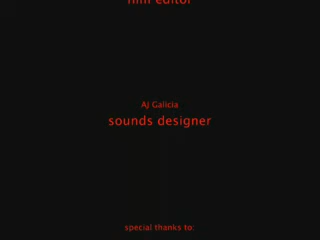 film editor
AJ Galicia
sounds designer
special thanks to: